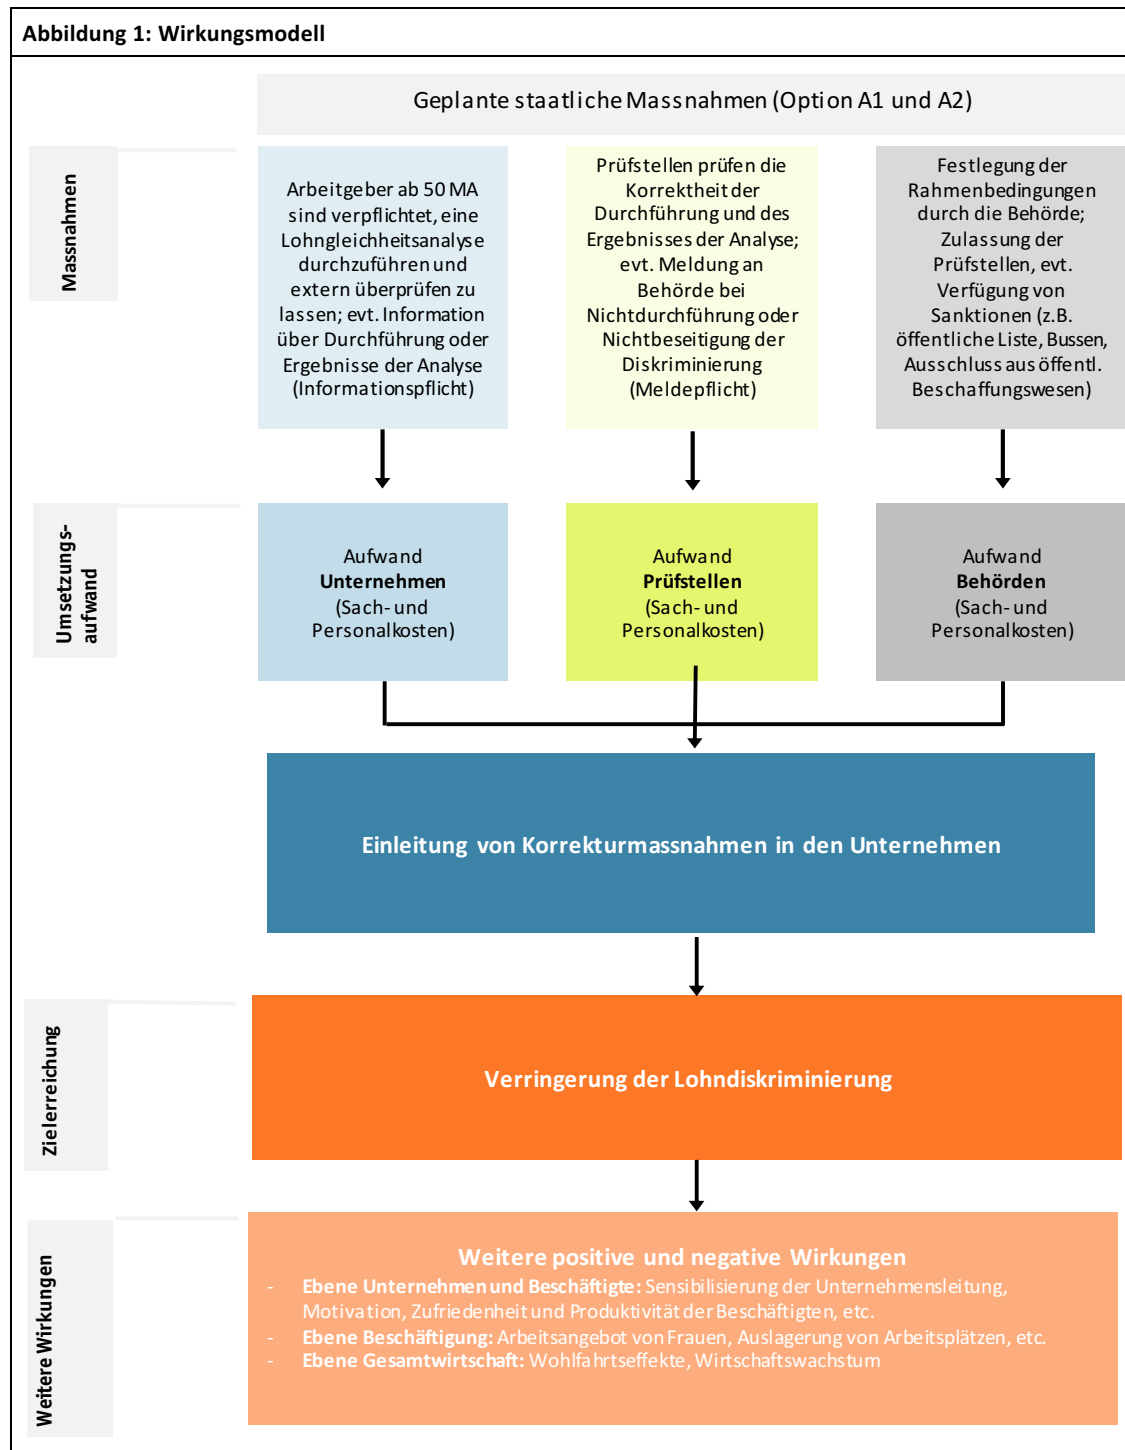 Abbildung 1: Wirkungsmodell
Geplante staatliche Massnahmen (Option A1 und A2)
Massnahmen
Arbeitgeber ab 50 MA
sind verpflichtet, eine
Lohngleichheitsanalyse
durchzuführen und
extern überprüfen zu
lassen; evt. Information
über Durchführung oder
Ergebnisse der Analyse
(Informationspflicht)
Prüfstellen prüfen die
Korrektheit der
Durchführung und des
Ergebnisses der Analyse;
evt. Meldung an
Behörde bei
Nichtdurchführung oder
Nichtbeseitigung der
Diskriminierung
(Meldepflicht)
Festlegung der
Rahmenbedingungen
durch die Behörde;
Zulassung der
Prüfstellen, evt.
Verfügung von
Sanktionen (z.B.
öffentliche Liste, Bussen,
Ausschluss aus öffentl.
Beschaffungswesen)
Umsetzungs-
aufwand
Aufwand
Unternehmen
(Sach- und
Personalkosten)
Aufwand
Prüfstellen
(Sach- und
Personalkosten)
Aufwand
Behörden
(Sach- und
Personalkosten)
Einleitung von Korrekturmassnahmen in den Unternehmen
Zielerreichung
Verringerung der Lohndiskriminierung
Weitere Wirkungen
Weitere positive und negative Wirkungen
- Ebene Unternehmen und Beschäftigte: Sensibilisierung der Unternehmensleitung,
Motivation, Zufriedenheit und Produktivität der Beschäftigten, etc.
- Ebene Beschäftigung: Arbeitsangebot von Frauen, Auslagerung von Arbeitsplätzen, etc.
- Ebene Gesamtwirtschaft: Wohlfahrtseffekte, Wirtschaftswachstum